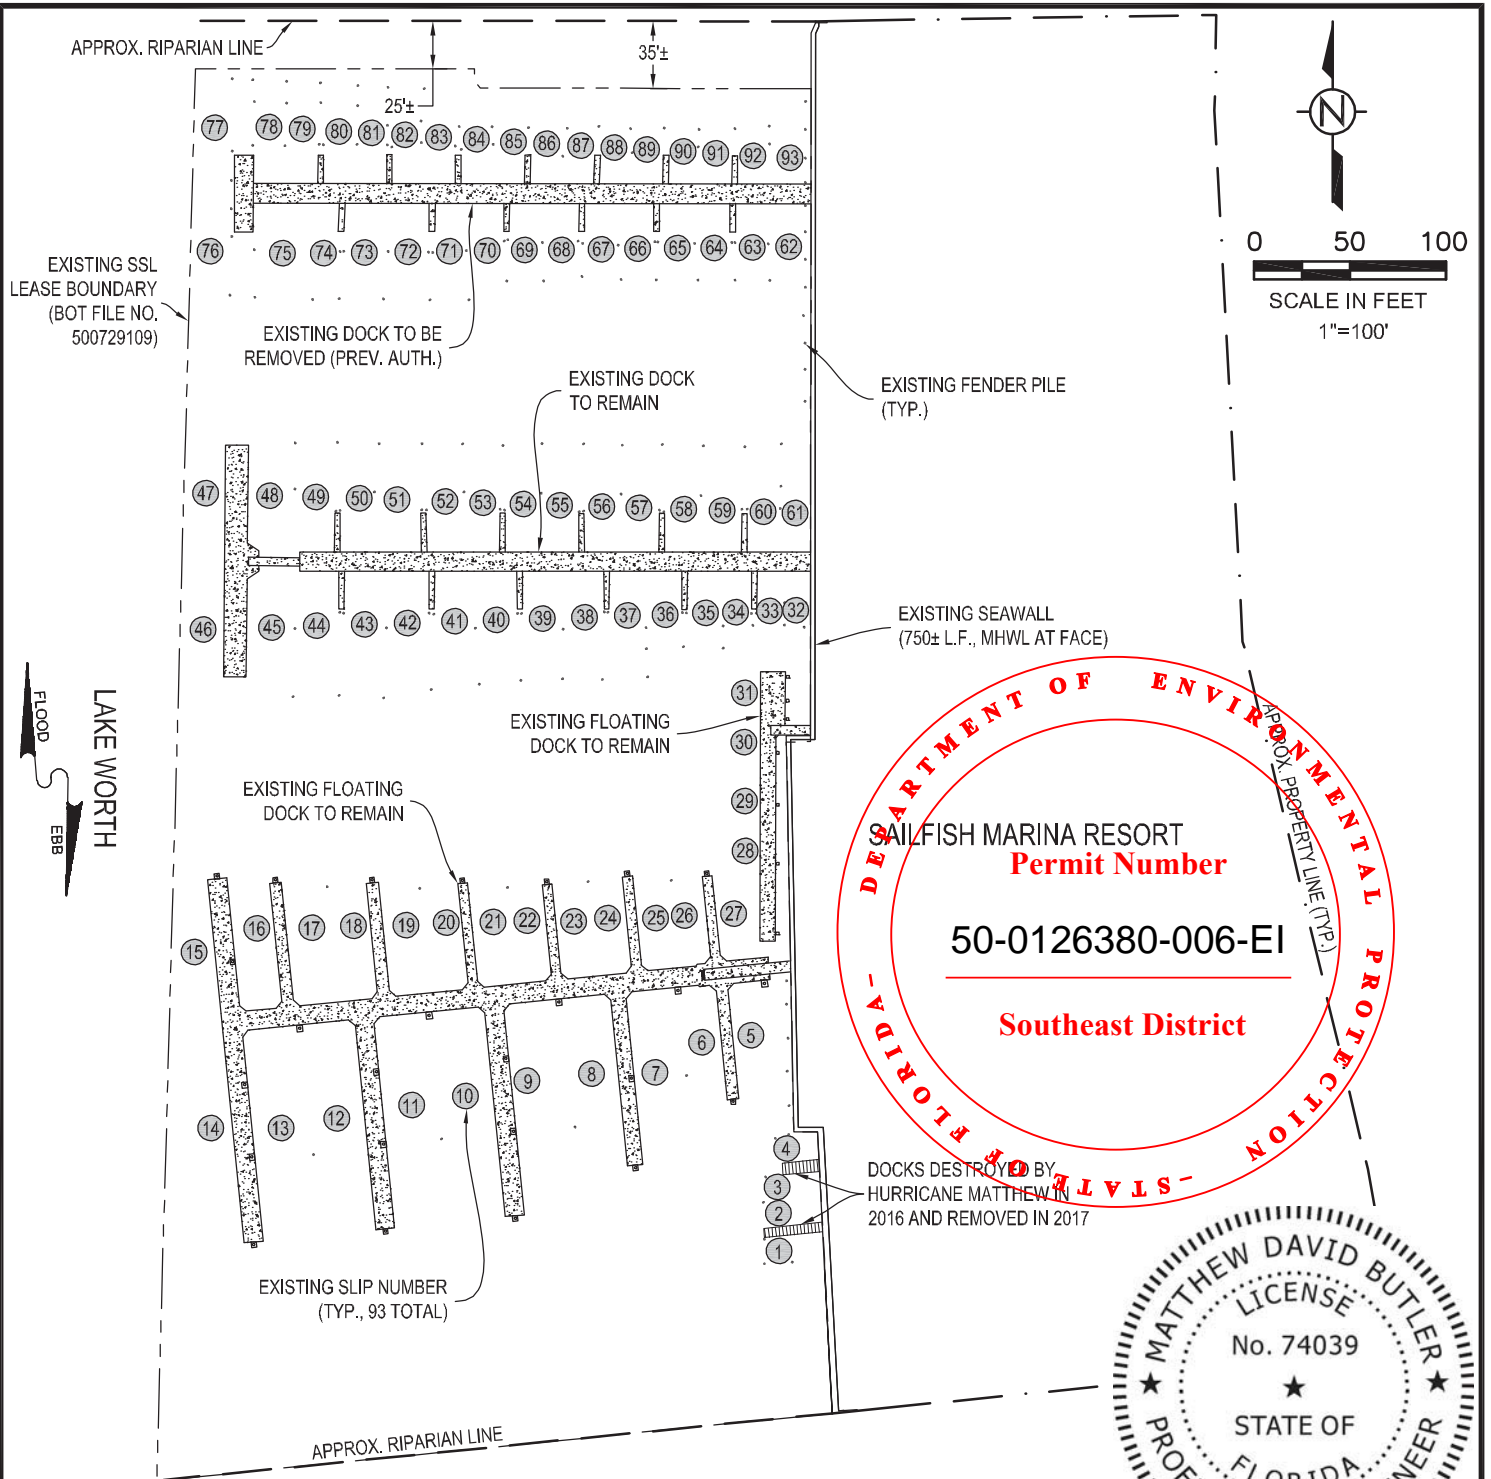 APPROX. RIPARIAN LINE
35'±
25'±
77 78 79 80 81 82 83 84 85 86 87 88 89 90 91 92 93
76 75 74 73 72 71 70 69 68 67 66 65 64 63 62
N
0 50 100
SCALE IN FEET
1"=100'
EXISTING SSL
LEASE BOUNDARY
(BOT FILE NO.
500729109)
EXISTING DOCK TO BE
REMOVED (PREV. AUTH.)
EXISTING DOCK
TO REMAIN
EXISTING FENDER PILE
(TYP.)
47 48 49 50 51 52 53 54 55 56 57 58 59 60 61
46 45 44 43 42 41 40 39 38 37 36 35 34 33 32
EXISTING SEAWALL
(750± L.F., MHWL AT FACE)
31
30
29
28
EXISTING FLOATING
DOCK TO REMAIN
EXISTING FLOATING
DOCK TO REMAIN
LAKE WORTH
FLOOD
EBB
15 16 17 18 19 20 21 22 23 24 25 26 27
14 13 12 11 10 9 8 7 6 5
4
3
2
1
DOCKS DESTROYED BY
HURRICANE MATTHEW IN
2016 AND REMOVED IN 2017
EXISTING SLIP NUMBER
(TYP., 93 TOTAL)
APPROX. RIPARIAN LINE
APPROX. PROPERTY LINE (TYP.)
SAILFISH MARINA RESORT
DEPARTMENT OF ENVIRONMENTAL PROTECTION
-STATE OF FLORIDA-
Permit Number
50-0126380-006-EI
Southeast District
★ MATTHEW DAVID BUTLER ★
LICENSE
No. 74039
★
STATE OF
FLORIDA